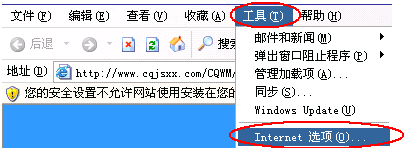 文件(F) 编辑(E) 查看(V) 收藏(A) 工具(T) 帮助(H)
后退 搜索
邮件和新闻(M)
弹出窗口阻止程序(P)
管理加载项(A)...
同步(S)...
Windows Update(U)
Internet 选项(O)...
地址(D) http://www.cqjsxx.com/CQWM/
您的安全设置不允许网站使用安装在您的